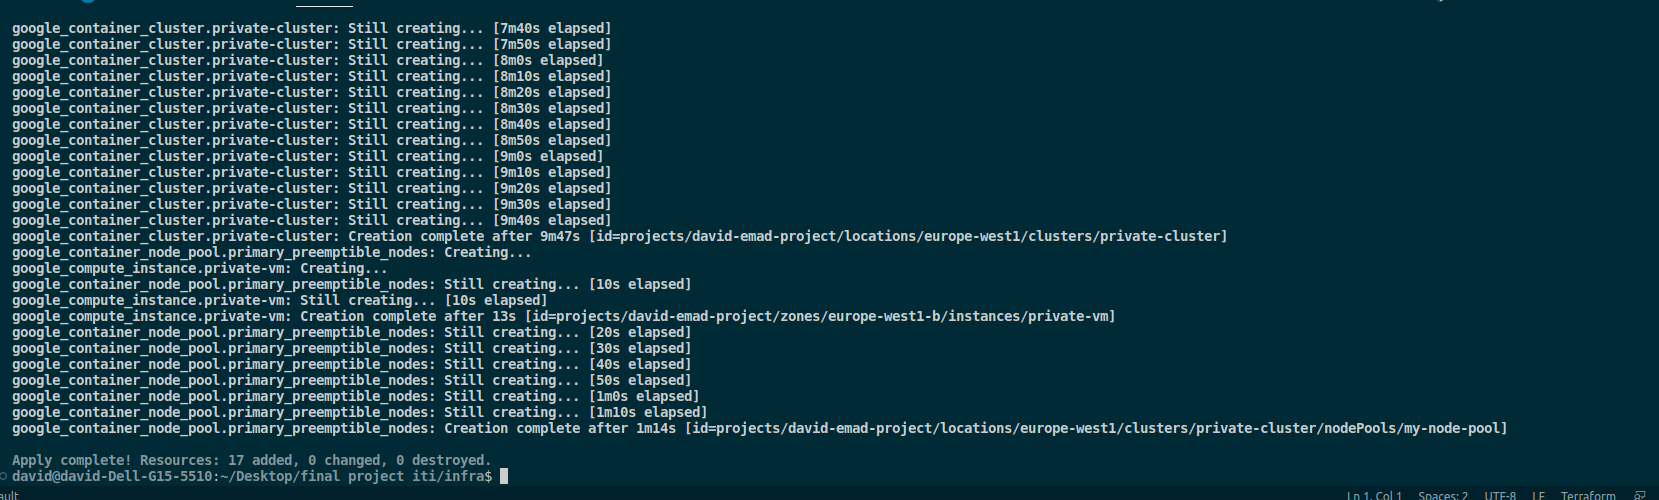 google_container_cluster.private-cluster: Still creating... [7m40s elapsed]
google_container_cluster.private-cluster: Still creating... [7m50s elapsed]
google_container_cluster.private-cluster: Still creating... [8m0s elapsed]
google_container_cluster.private-cluster: Still creating... [8m10s elapsed]
google_container_cluster.private-cluster: Still creating... [8m20s elapsed]
google_container_cluster.private-cluster: Still creating... [8m30s elapsed]
google_container_cluster.private-cluster: Still creating... [8m40s elapsed]
google_container_cluster.private-cluster: Still creating... [8m50s elapsed]
google_container_cluster.private-cluster: Still creating... [9m0s elapsed]
google_container_cluster.private-cluster: Still creating... [9m10s elapsed]
google_container_cluster.private-cluster: Still creating... [9m20s elapsed]
google_container_cluster.private-cluster: Still creating... [9m30s elapsed]
google_container_cluster.private-cluster: Still creating... [9m40s elapsed]
google_container_cluster.private-cluster: Creation complete after 9m47s [id=projects/david-emad-project/locations/europe-west1/clusters/private-cluster]
google_container_node_pool.primary_preemptible_nodes: Creating...
google_compute_instance.private-vm: Creating...
google_container_node_pool.primary_preemptible_nodes: Still creating... [10s elapsed]
google_compute_instance.private-vm: Still creating... [10s elapsed]
google_compute_instance.private-vm: Creation complete after 13s [id=projects/david-emad-project/zones/europe-west1-b/instances/private-vm]
google_container_node_pool.primary_preemptible_nodes: Still creating... [20s elapsed]
google_container_node_pool.primary_preemptible_nodes: Still creating... [30s elapsed]
google_container_node_pool.primary_preemptible_nodes: Still creating... [40s elapsed]
google_container_node_pool.primary_preemptible_nodes: Still creating... [50s elapsed]
google_container_node_pool.primary_preemptible_nodes: Still creating... [1m0s elapsed]
google_container_node_pool.primary_preemptible_nodes: Still creating... [1m10s elapsed]
google_container_node_pool.primary_preemptible_nodes: Creation complete after 1m14s [id=projects/david-emad-project/locations/europe-west1/clusters/private-cluster/nodePools/my-node-pool]
Apply complete! Resources: 17 added, 0 changed, 0 destroyed.
david@david-Dell-G15-5510:~/Desktop/final project iti/infra$
ault Ln 1, Col 1 Spaces: 2 UTF-8 LF Terraform